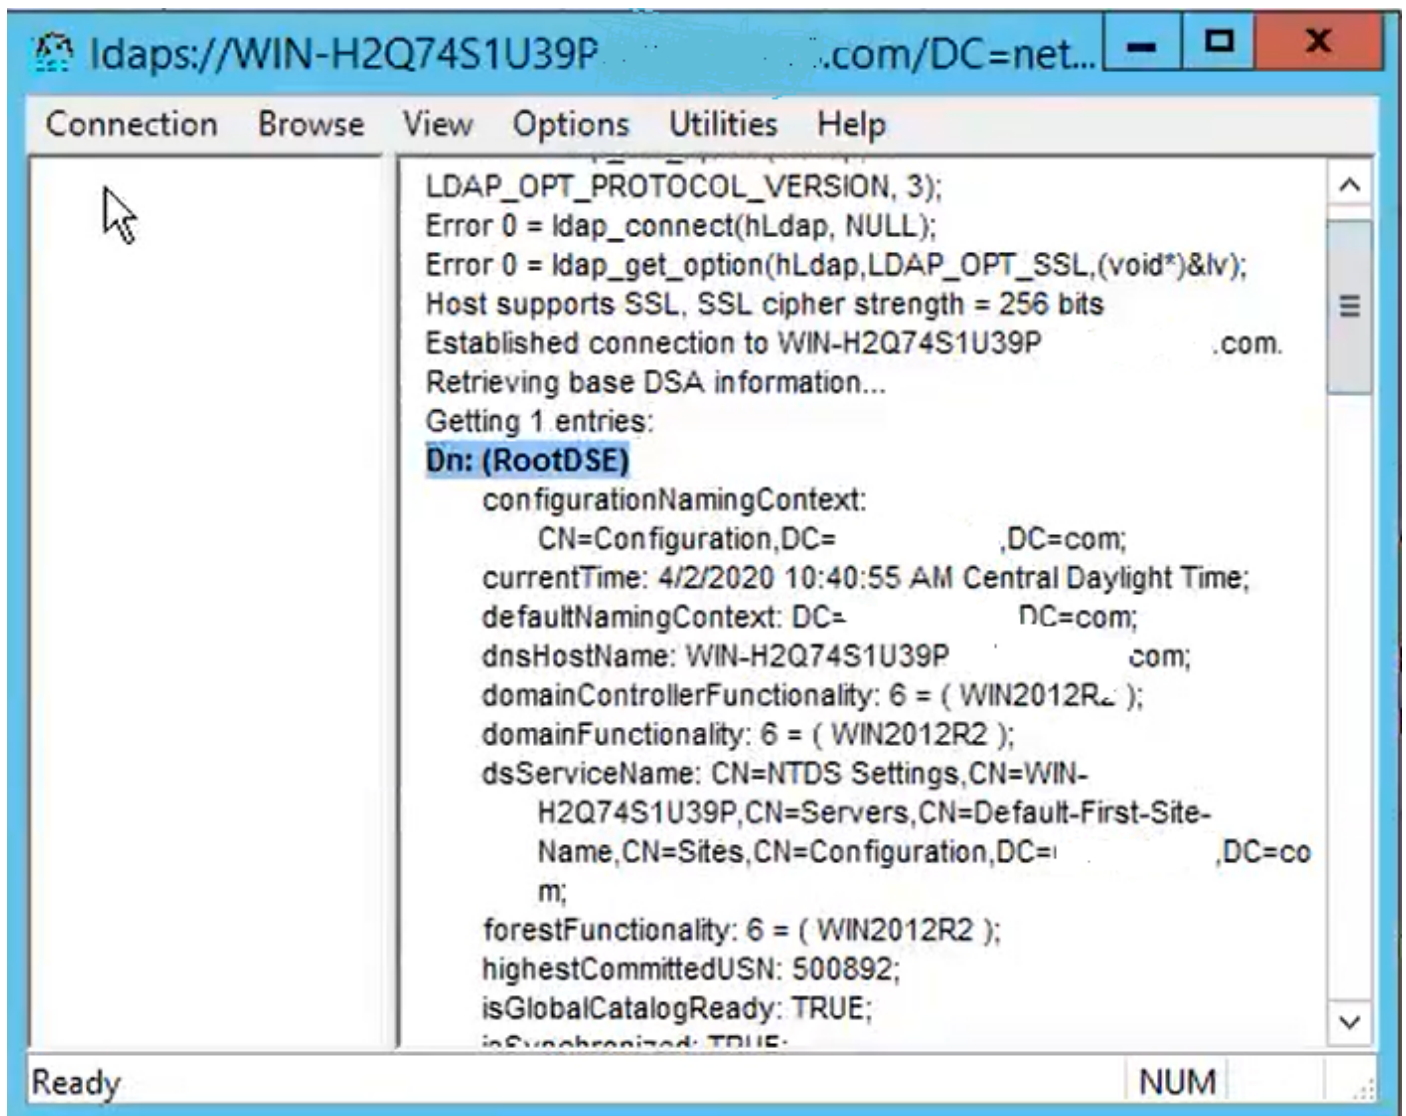 ldaps://WIN-H2Q74S1U39P .com/DC=net...
Connection Browse View Options Utilities Help
LDAP_OPT_PROTOCOL_VERSION, 3);
Error 0 = ldap_connect(hLdap, NULL);
Error 0 = ldap_get_option(hLdap,LDAP_OPT_SSL,(void*)&lv);
Host supports SSL, SSL cipher strength = 256 bits
Established connection to WIN-H2Q74S1U39P .com.
Retrieving base DSA information...
Getting 1 entries:
Dn: (RootDSE)
configurationNamingContext:
CN=Configuration,DC= ,DC=com;
currentTime: 4/2/2020 10:40:55 AM Central Daylight Time;
defaultNamingContext: DC= DC=com;
dnsHostName: WIN-H2Q74S1U39P com;
domainControllerFunctionality: 6 = ( WIN2012R2 );
domainFunctionality: 6 = ( WIN2012R2 );
dsServiceName: CN=NTDS Settings,CN=WIN-
H2Q74S1U39P,CN=Servers,CN=Default-First-Site-
Name,CN=Sites,CN=Configuration,DC= ,DC=co
m;
forestFunctionality: 6 = ( WIN2012R2 );
highestCommittedUSN: 500892;
isGlobalCatalogReady: TRUE;
isSynchronized: TRUE;
Ready NUM